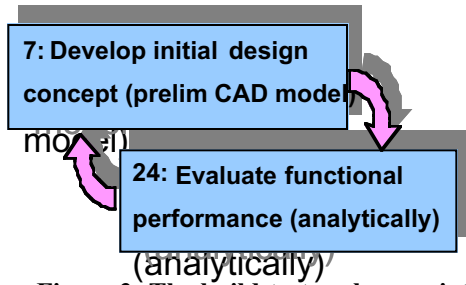 7: Develop initial design
concept (prelim CAD model)
model)
24: Evaluate functional
performance (analytically)
(analytically)